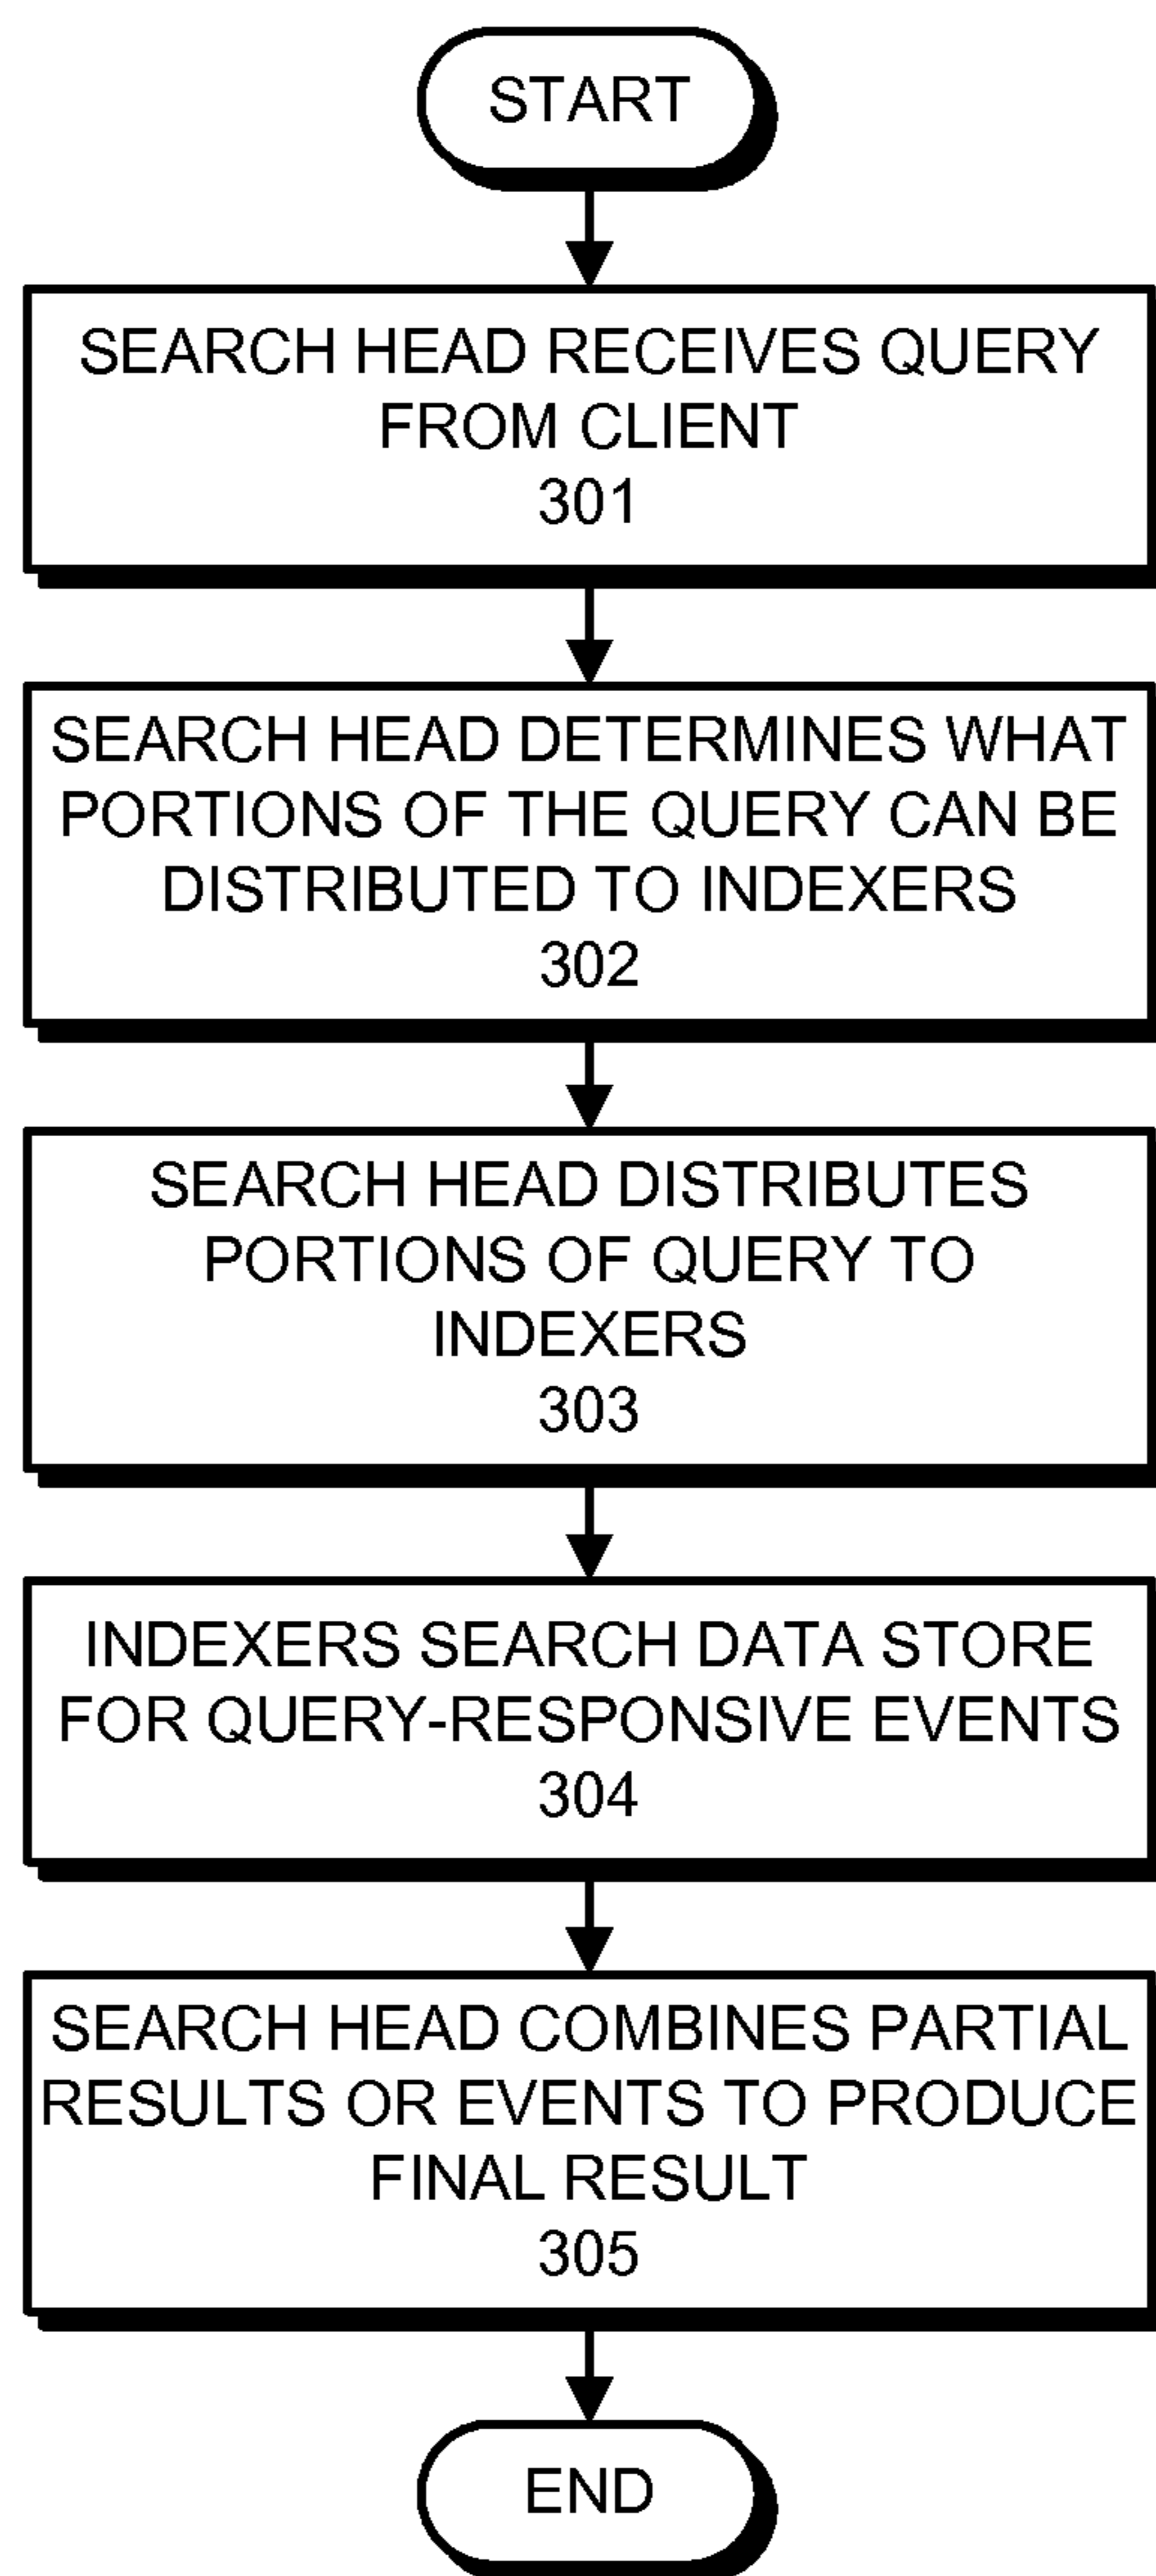 START
SEARCH HEAD RECEIVES QUERY
FROM CLIENT
301
SEARCH HEAD DETERMINES WHAT
PORTIONS OF THE QUERY CAN BE
DISTRIBUTED TO INDEXERS
302
SEARCH HEAD DISTRIBUTES
PORTIONS OF QUERY TO
INDEXERS
303
INDEXERS SEARCH DATA STORE
FOR QUERY-RESPONSIVE EVENTS
304
SEARCH HEAD COMBINES PARTIAL
RESULTS OR EVENTS TO PRODUCE
FINAL RESULT
305
END